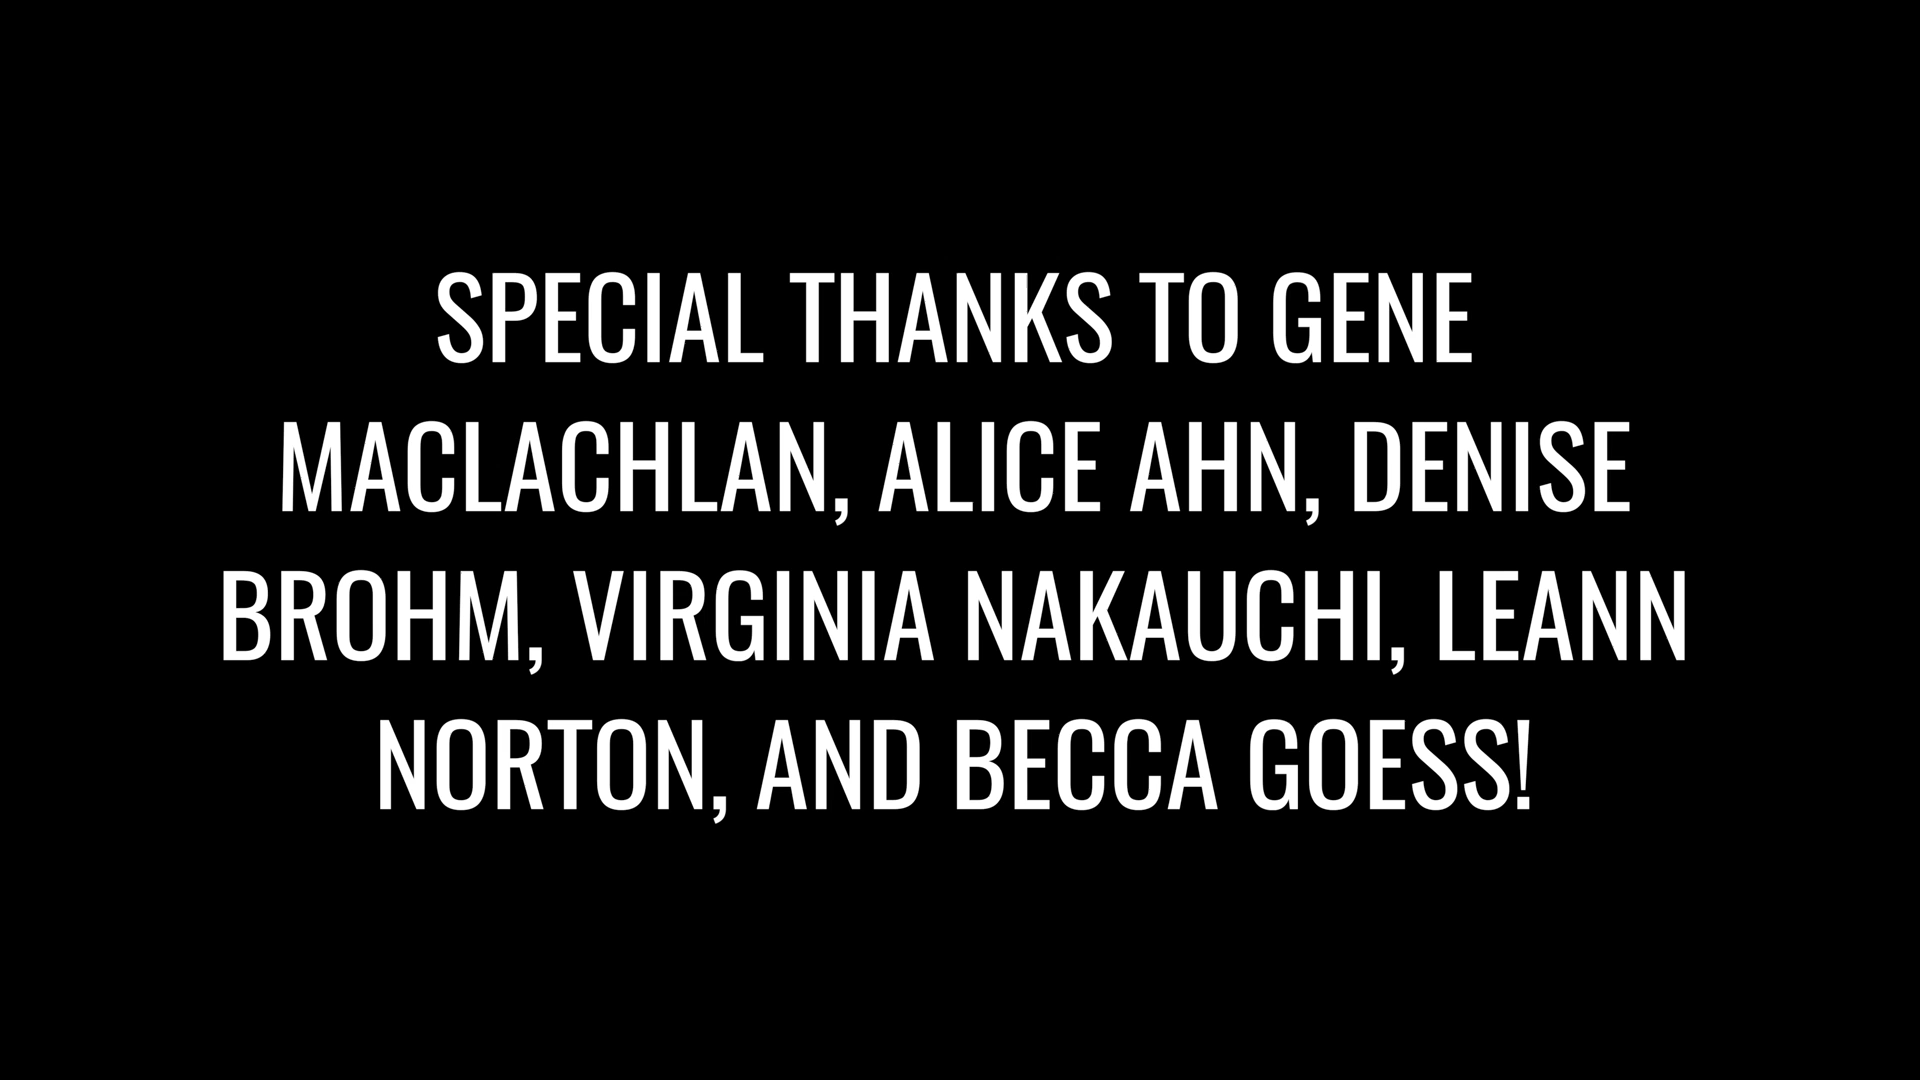 SPECIAL THANKS TO GENE
MACLACHLAN, ALICE AHN, DENISE
BROHM, VIRGINIA NAKAUCHI, LEANN
NORTON, AND BECCA GOESS!